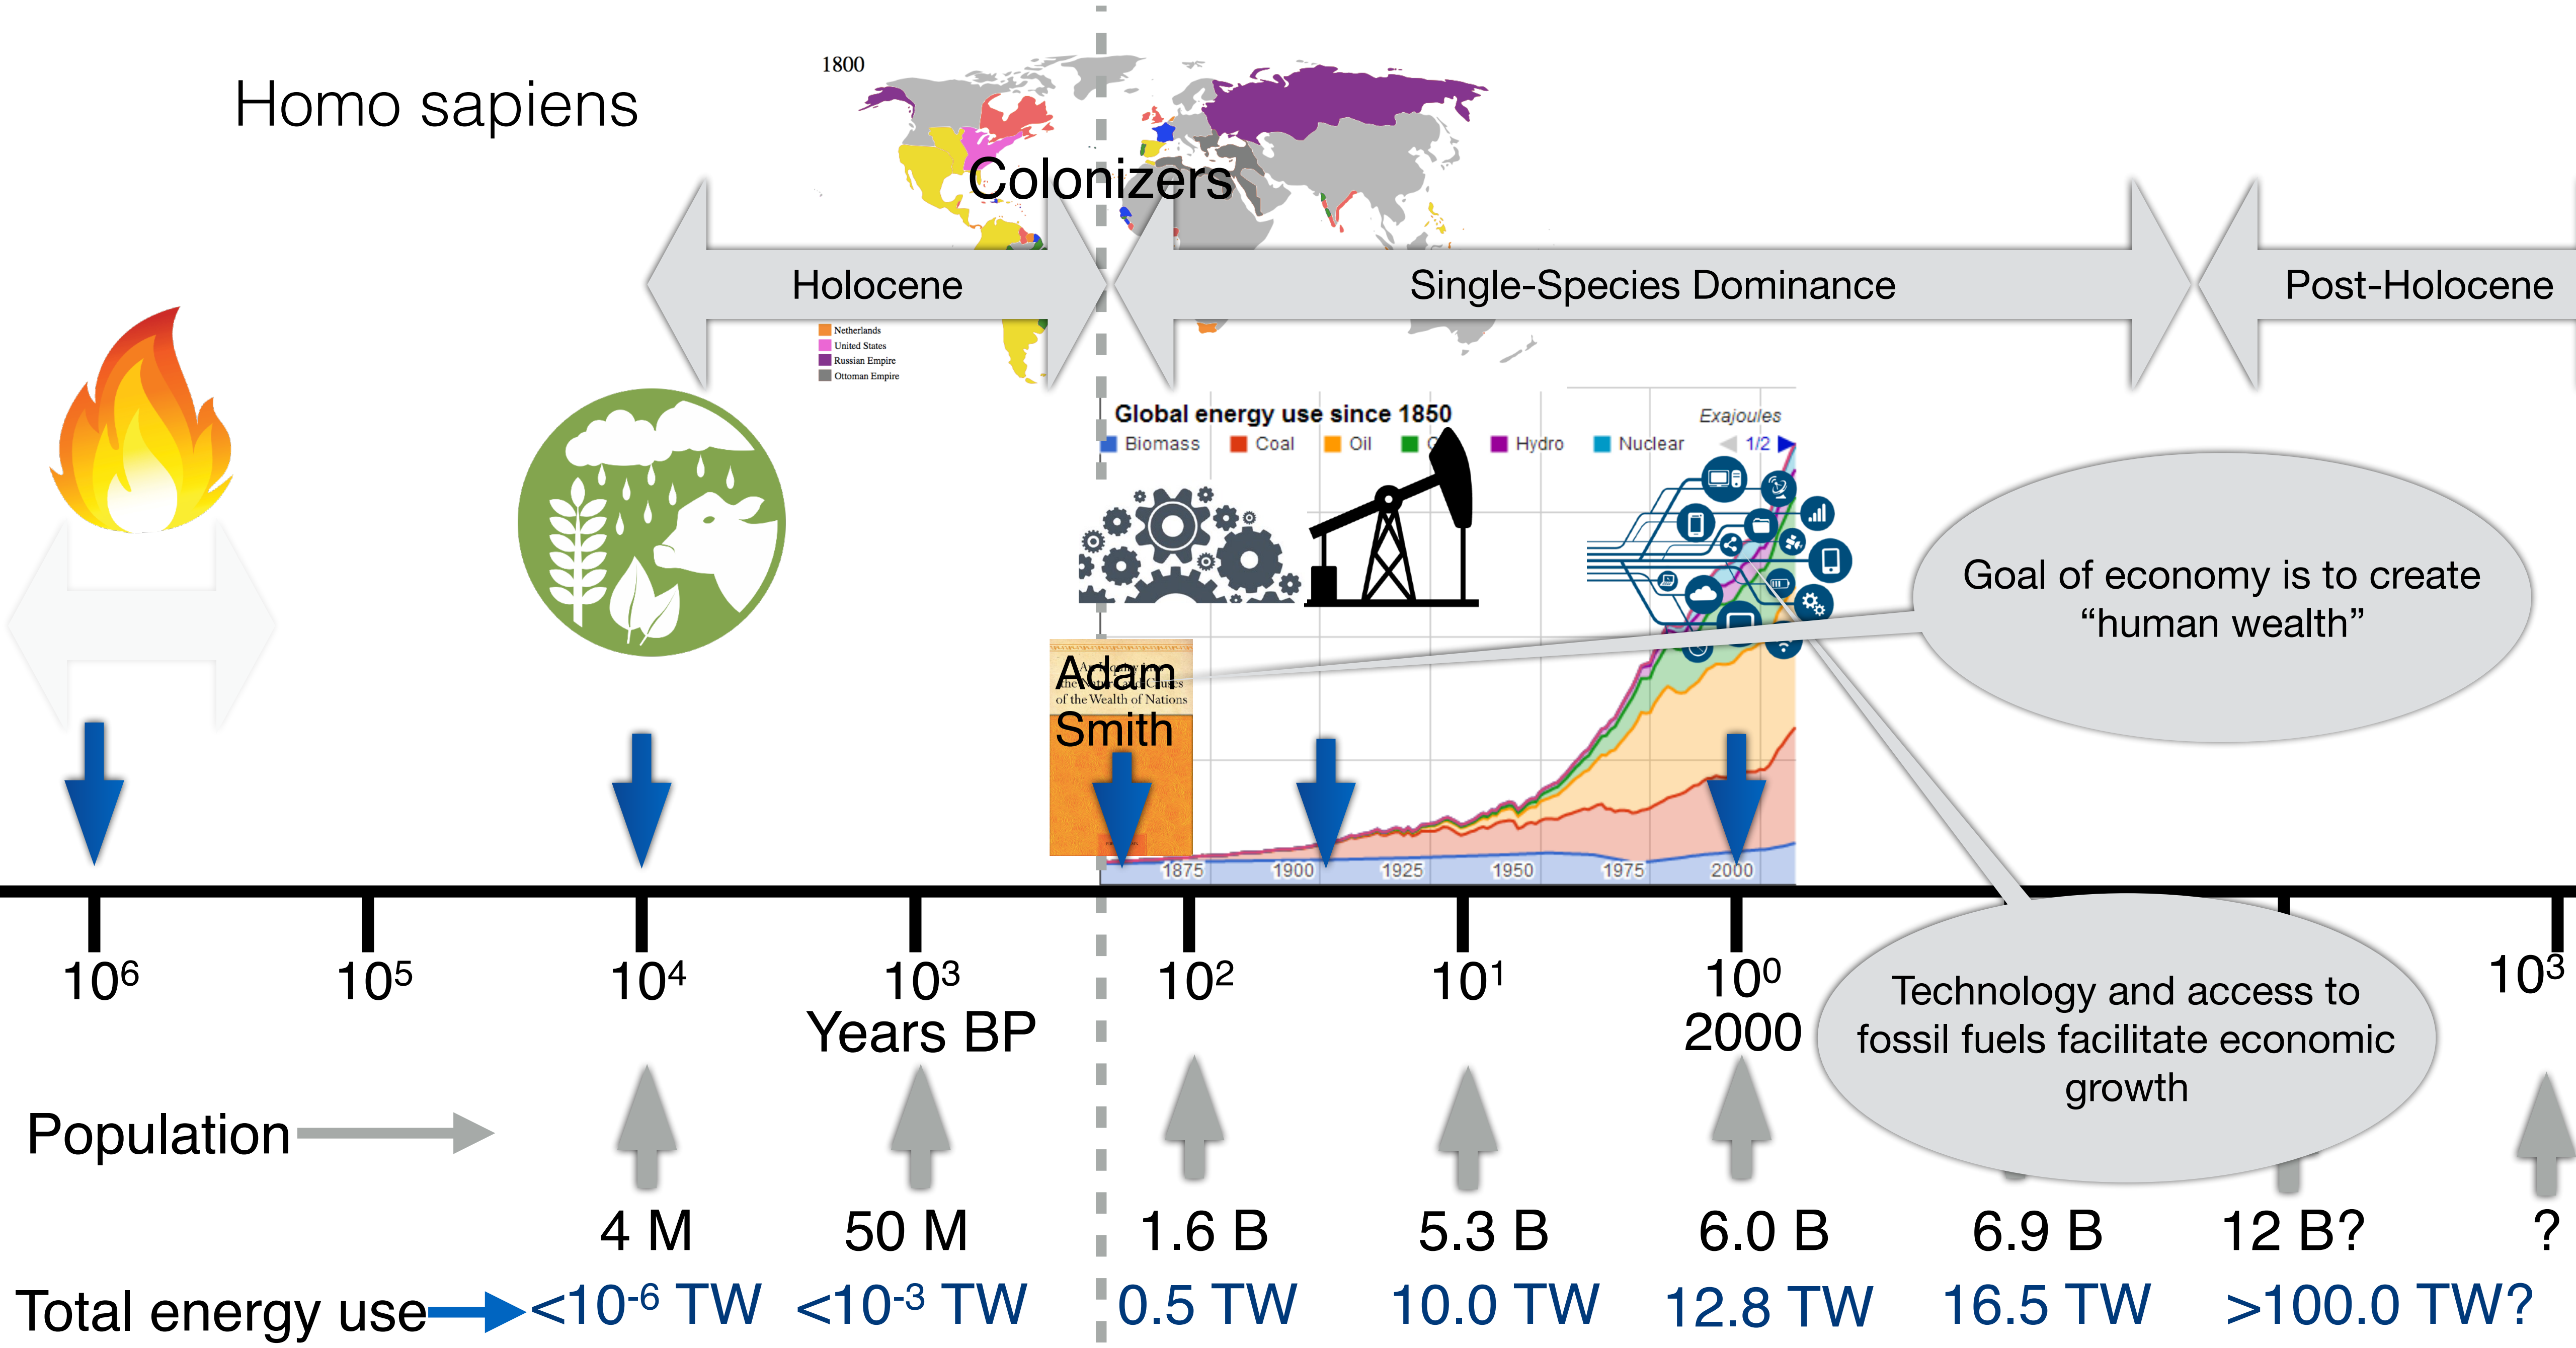 1800
Homo sapiens
Colonizers
Holocene
Single-Species Dominance
Post-Holocene
Netherlands
United States
Russian Empire
Ottoman Empire
Global energy use since 1850
Exajoules
Biomass
Coal
Oil
Hydro
Nuclear
1/2
Goal of economy is to create
“human wealth”
Adam
Smith
the Nature and Causes
of the Wealth of Nations
1875
1900
1925
1950
1975
2000
10⁶
10⁵
10⁴
10³
10²
10¹
10⁰
10³
Years BP
2000
Technology and access to
fossil fuels facilitate economic
growth
Population
4 M
50 M
1.6 B
5.3 B
6.0 B
6.9 B
12 B?
?
Total energy use
<10⁻⁶ TW
<10⁻³ TW
0.5 TW
10.0 TW
12.8 TW
16.5 TW
>100.0 TW?